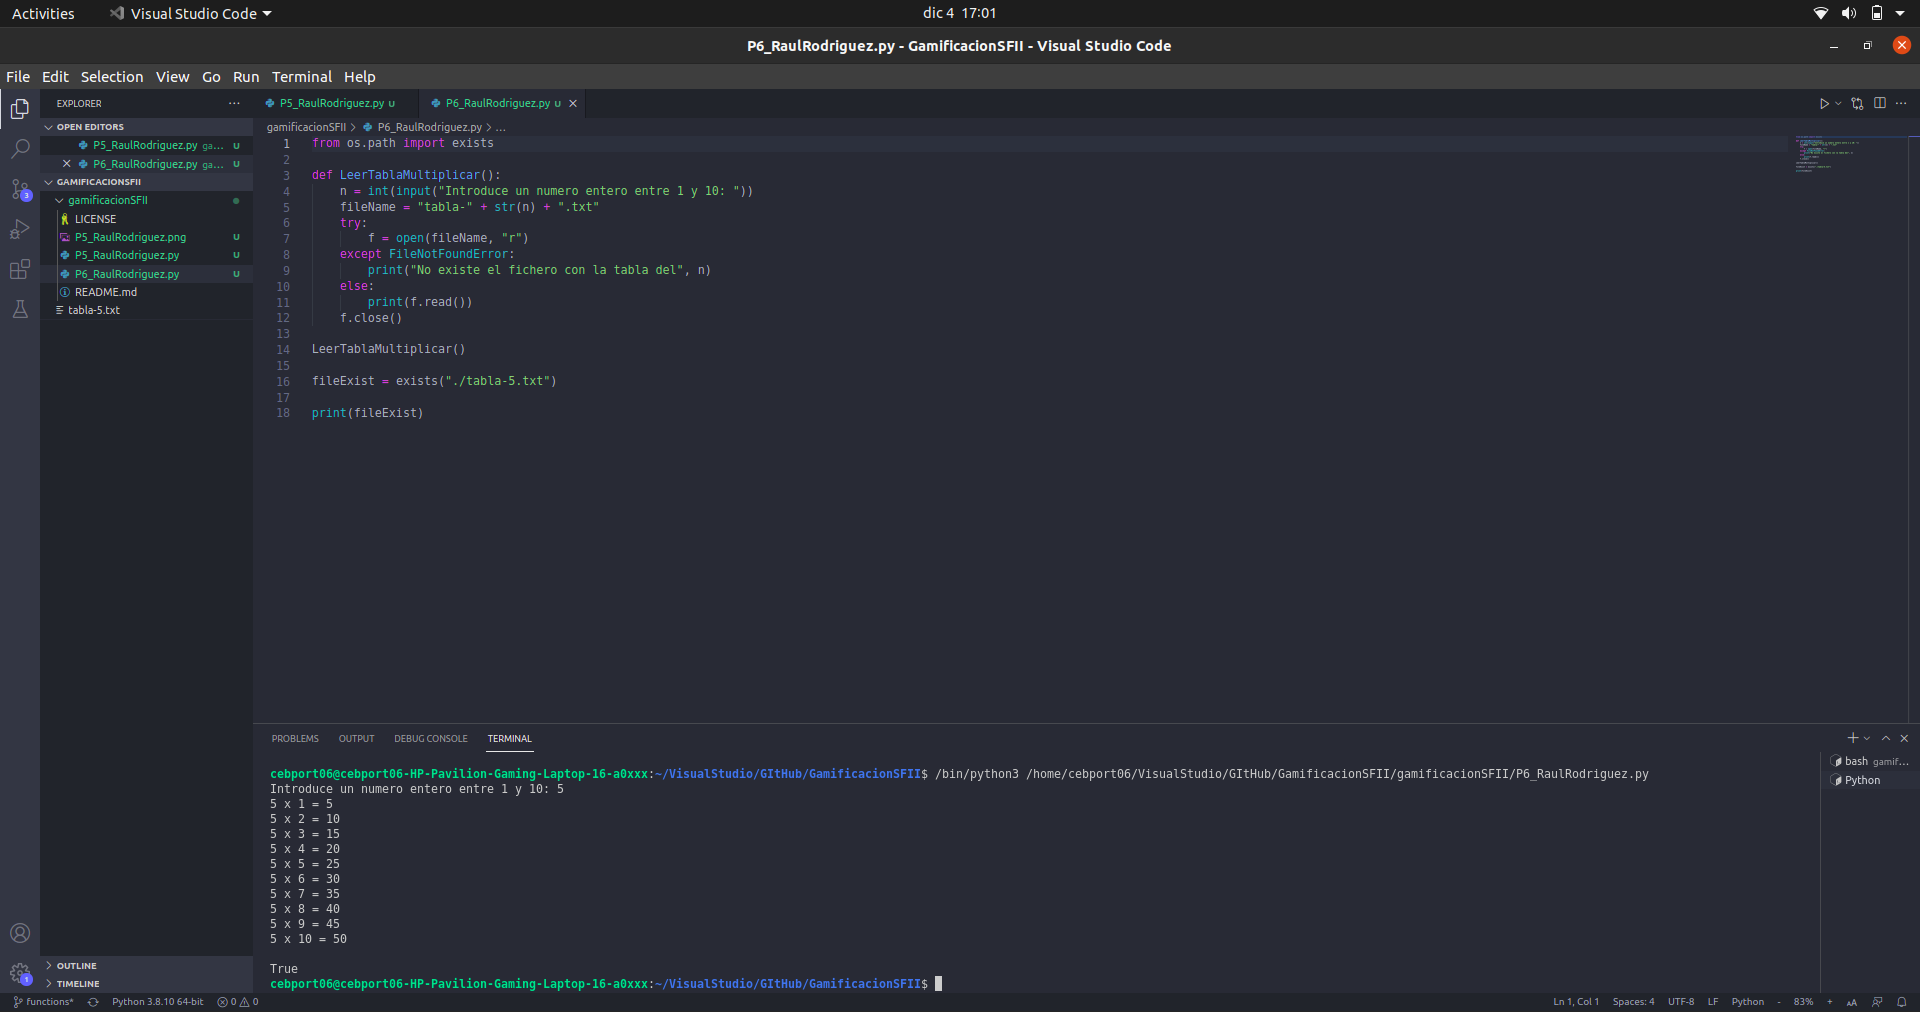 Activities Visual Studio Code dic 4 17:01
P6_RaulRodriguez.py - GamificacionSFII - Visual Studio Code
File Edit Selection View Go Run Terminal Help
EXPLORER
P5_RaulRodriguez.py U P6_RaulRodriguez.py U
OPEN EDITORS
P5_RaulRodriguez.py ga... U
P6_RaulRodriguez.py ga... U
GAMIFICACIONSFII
gamificacionSFII
LICENSE
P5_RaulRodriguez.png U
P5_RaulRodriguez.py U
P6_RaulRodriguez.py U
README.md
tabla-5.txt
OUTLINE
TIMELINE
gamificacionSFII > P6_RaulRodriguez.py > ...
1 from os.path import exists
2
3 def LeerTablaMultiplicar():
4 n = int(input("Introduce un numero entero entre 1 y 10: "))
5 fileName = "tabla-" + str(n) + ".txt"
6 try:
7 f = open(fileName, "r")
8 except FileNotFoundError:
9 print("No existe el fichero con la tabla del", n)
10 else:
11 print(f.read())
12 f.close()
13
14 LeerTablaMultiplicar()
15
16 fileExist = exists("./tabla-5.txt")
17
18 print(fileExist)
PROBLEMS OUTPUT DEBUG CONSOLE TERMINAL
cebport06@cebport06-HP-Pavilion-Gaming-Laptop-16-a0xxx:~/VisualStudio/GItHub/GamificacionSFII$ /bin/python3 /home/cebport06/VisualStudio/GItHub/GamificacionSFII/gamificacionSFII/P6_RaulRodriguez.py
Introduce un numero entero entre 1 y 10: 5
5 x 1 = 5
5 x 2 = 10
5 x 3 = 15
5 x 4 = 20
5 x 5 = 25
5 x 6 = 30
5 x 7 = 35
5 x 8 = 40
5 x 9 = 45
5 x 10 = 50
True
cebport06@cebport06-HP-Pavilion-Gaming-Laptop-16-a0xxx:~/VisualStudio/GItHub/GamificacionSFII$
bash gamif...
Python
3
1
functions* Python 3.8.10 64-bit 0 0 Ln 1, Col 1 Spaces: 4 UTF-8 LF Python - 83% + AA